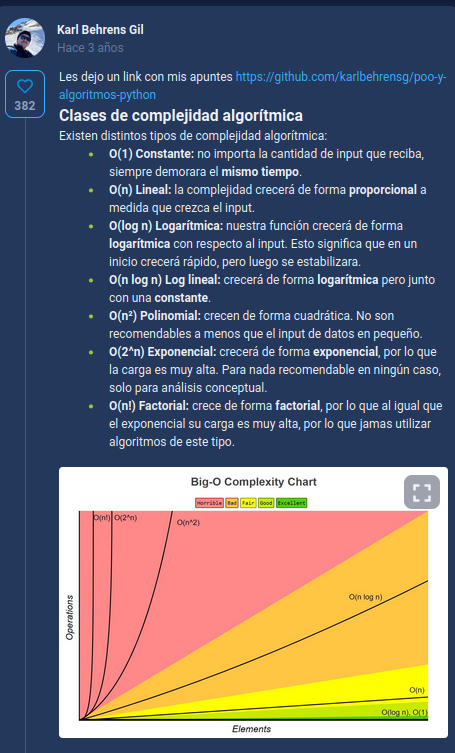 Karl Behrens Gil
Hace 3 años
382
Les dejo un link con mis apuntes https://github.com/karlbehrensg/poo-y-
algoritmos-python
Clases de complejidad algorítmica
Existen distintos tipos de complejidad algorítmica:
• O(1) Constante: no importa la cantidad de input que reciba,
siempre demorara el mismo tiempo.
• O(n) Lineal: la complejidad crecerá de forma proporcional a
medida que crezca el input.
• O(log n) Logarítmica: nuestra función crecerá de forma
logarítmica con respecto al input. Esto significa que en un
inicio crecerá rápido, pero luego se estabilizara.
• O(n log n) Log lineal: crecerá de forma logarítmica pero junto
con una constante.
• O(n²) Polinomial: crecen de forma cuadrática. No son
recomendables a menos que el input de datos en pequeño.
• O(2^n) Exponencial: crecerá de forma exponencial, por lo que
la carga es muy alta. Para nada recomendable en ningún caso,
solo para análisis conceptual.
• O(n!) Factorial: crece de forma factorial, por lo que al igual que
el exponencial su carga es muy alta, por lo que jamas utilizar
algoritmos de este tipo.
Big-O Complexity Chart
Horrible Bad Fair Good Excellent
O(n!) O(2^n) O(n^2)
O(n log n)
O(n)
O(log n), O(1)
Operations
Elements